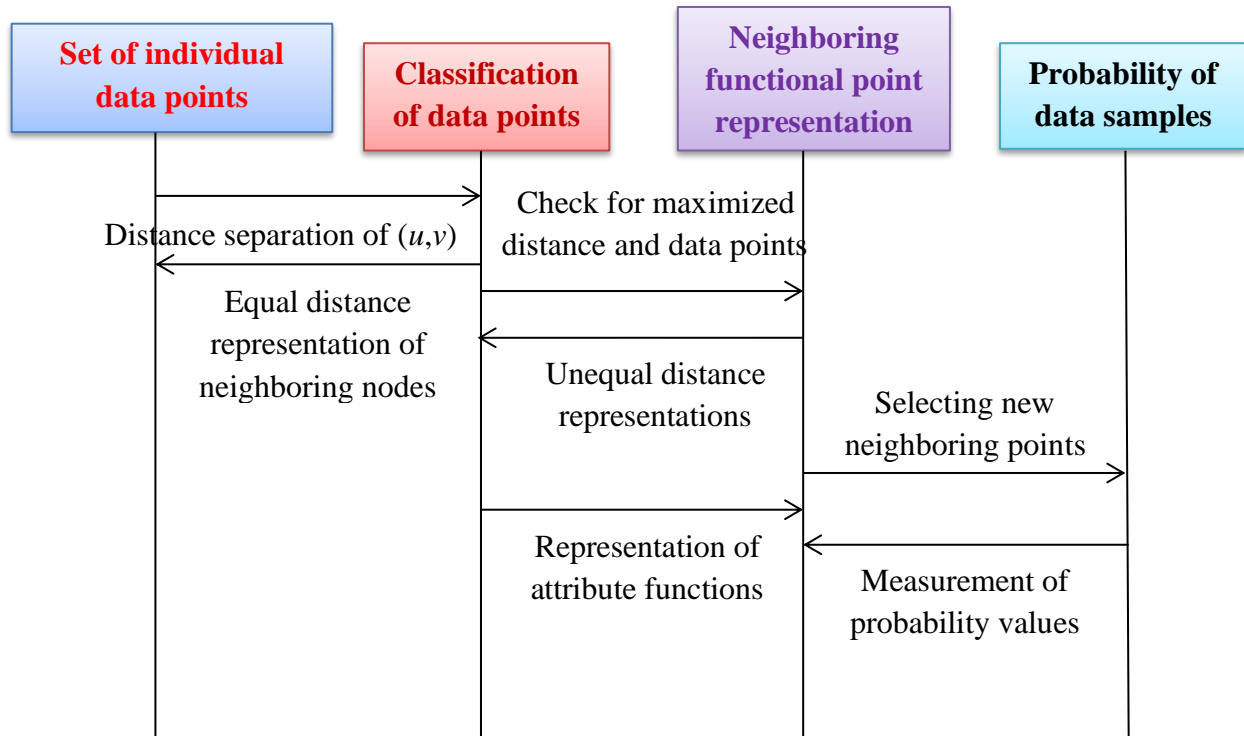 Set of individual
data points
Classification
of data points
Neighboring
functional point
representation
Probability of
data samples
Distance separation of (u,v)
Check for maximized
distance and data points
Equal distance
representation of
neighboring nodes
Unequal distance
representations
Selecting new
neighboring points
Representation of
attribute functions
Measurement of
probability values